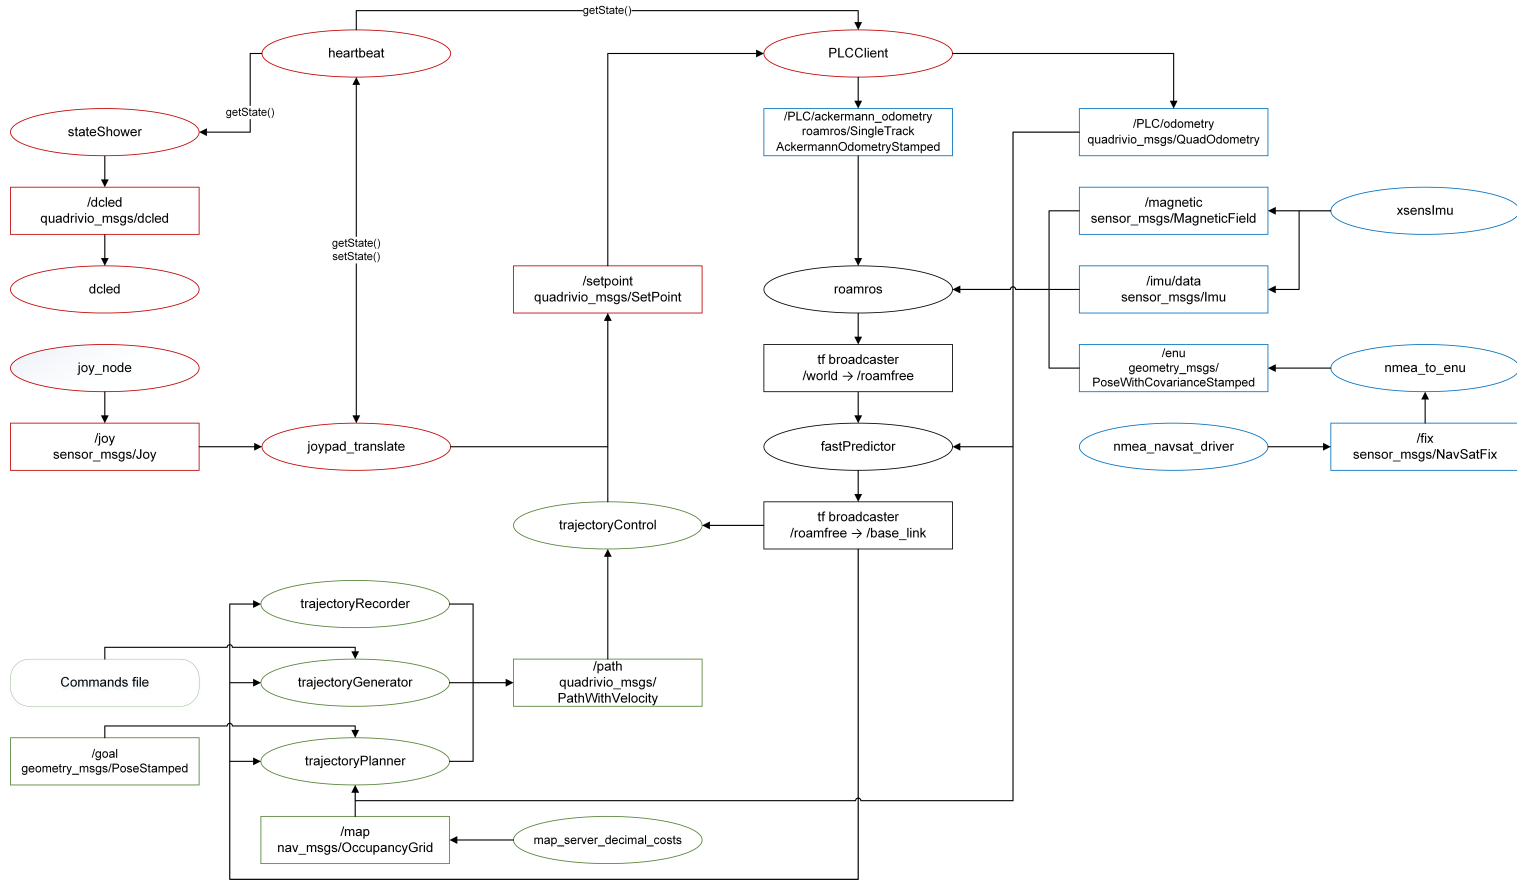 getState()
heartbeat
PLCClient
getState()
stateShower
/PLC/ackermann_odometry
roamros/SingleTrack
AckermannOdometryStamped
/PLC/odometry
quadrivio_msgs/QuadOdometry
/dcled
quadrivio_msgs/dcled
/magnetic
sensor_msgs/MagneticField
xsensImu
getState()
setState()
dcled
/setpoint
quadrivio_msgs/SetPoint
roamros
/imu/data
sensor_msgs/Imu
joy_node
tf broadcaster
/world → /roamfree
/enu
geometry_msgs/
PoseWithCovarianceStamped
nmea_to_enu
/joy
sensor_msgs/Joy
joypad_translate
fastPredictor
nmea_navsat_driver
/fix
sensor_msgs/NavSatFix
trajectoryControl
tf broadcaster
/roamfree → /base_link
trajectoryRecorder
Commands file
trajectoryGenerator
/path
quadrivio_msgs/
PathWithVelocity
/goal
geometry_msgs/PoseStamped
trajectoryPlanner
/map
nav_msgs/OccupancyGrid
map_server_decimal_costs